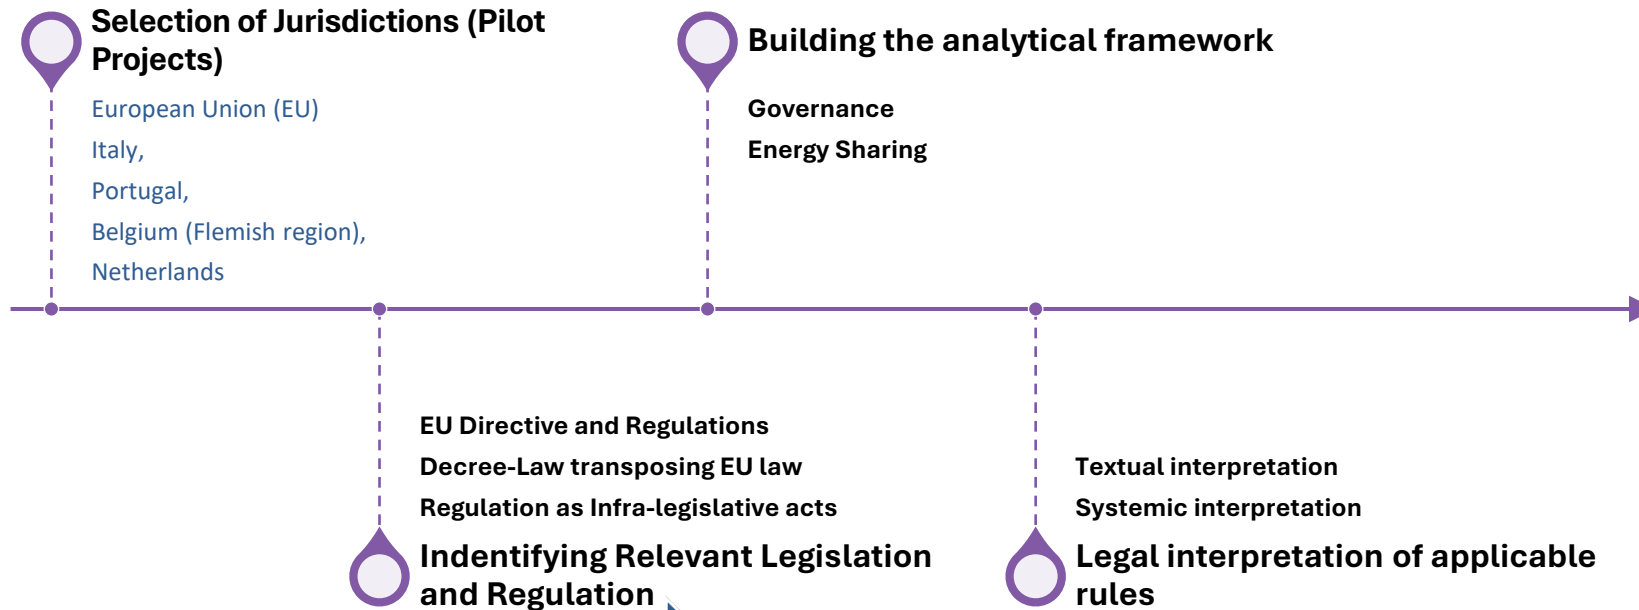 Selection of Jurisdictions (Pilot
Projects)
European Union (EU)
Italy,
Portugal,
Belgium (Flemish region),
Netherlands
EU Directive and Regulations
Decree-Law transposing EU law
Regulation as Infra-legislative acts
Indentifying Relevant Legislation
and Regulation
Building the analytical framework
Governance
Energy Sharing
Textual interpretation
Systemic interpretation
Legal interpretation of applicable
rules